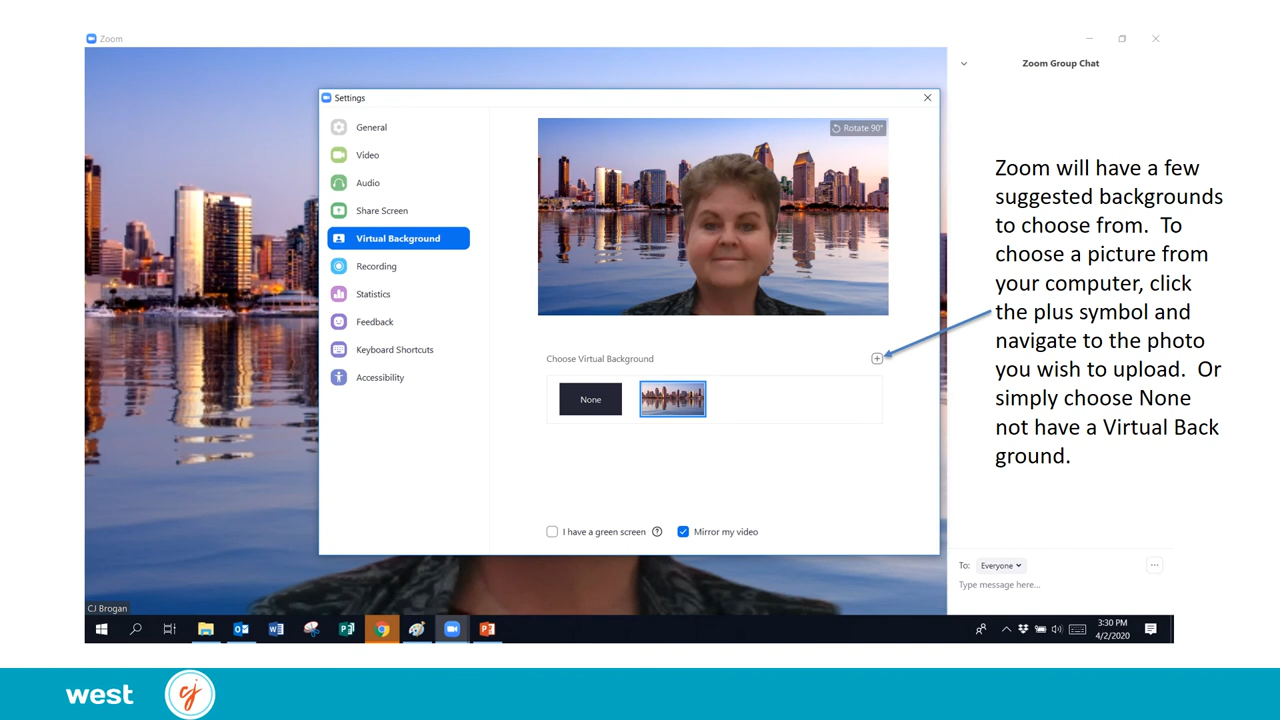 Zoom
Zoom Group Chat
Settings
General
Video
Audio
Share Screen
Virtual Background
Recording
Statistics
Feedback
Keyboard Shortcuts
Accessibility
Rotate 90°
Choose Virtual Background
None
I have a green screen
Mirror my video
Zoom will have a few
suggested backgrounds
to choose from. To
choose a picture from
your computer, click
the plus symbol and
navigate to the photo
you wish to upload. Or
simply choose None
not have a Virtual Back
ground.
To: Everyone
Type message here...
CJ Brogan
3:30 PM
4/2/2020
west
cj